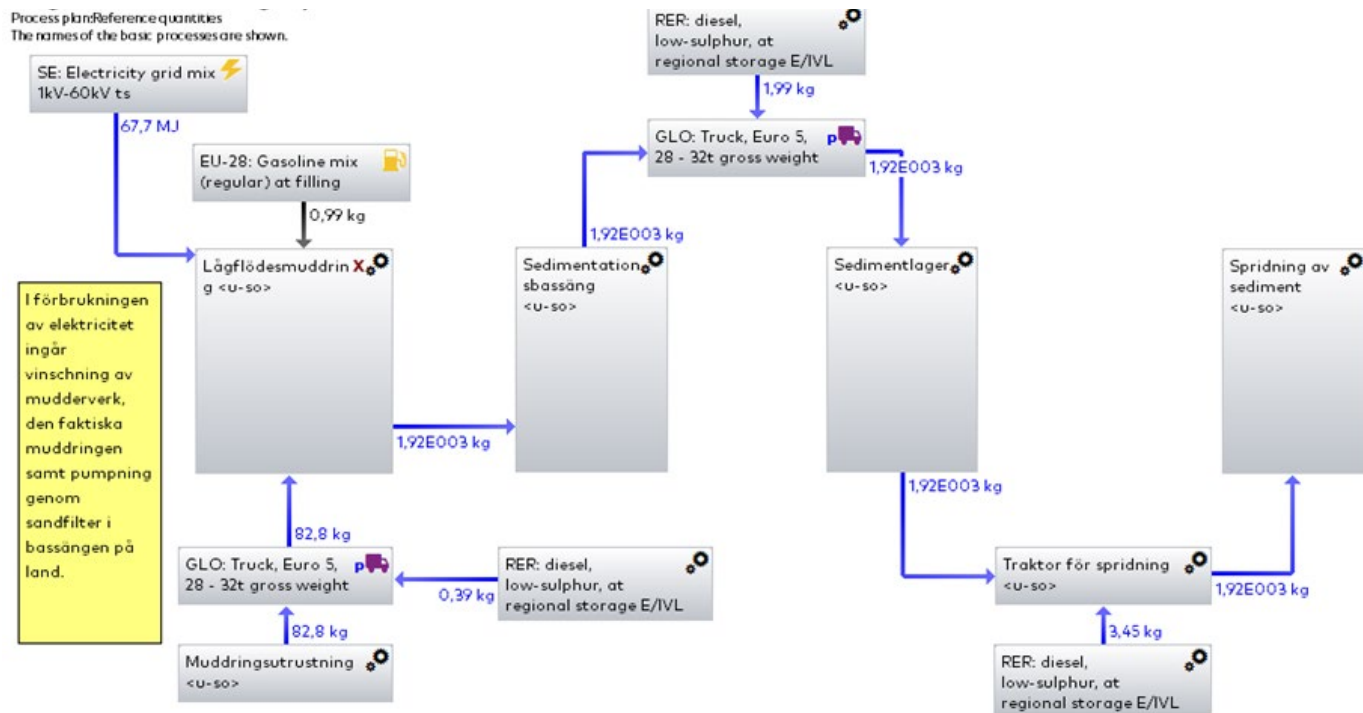 Process plan:Reference quantities
The names of the basic processes are shown.
SE: Electricity grid mix
1kV-60kV ts
67,7 MJ
EU-28: Gasoline mix
(regular) at filling
0,99 kg
RER: diesel,
low-sulphur, at
regional storage E/IVL
1,99 kg
GLO: Truck, Euro 5,
28 - 32t gross weight
p
1,92E003 kg
1,92E003 kg
Lågflödesmuddrin X
g <u-so>
Sedimentation
sbassäng
<u-so>
Sedimentlager
<u-so>
Spridning av
sediment
<u-so>
I förbrukningen
av elektricitet
ingår
vinschning av
mudderverk,
den faktiska
muddringen
samt pumpning
genom
sandfilter i
bassängen på
land.
1,92E003 kg
1,92E003 kg
82,8 kg
GLO: Truck, Euro 5,
28 - 32t gross weight
p
0,39 kg
RER: diesel,
low-sulphur, at
regional storage E/IVL
82,8 kg
Muddringsutrustning
<u-so>
Traktor för spridning
<u-so>
1,92E003 kg
3,45 kg
RER: diesel,
low-sulphur, at
regional storage E/IVL